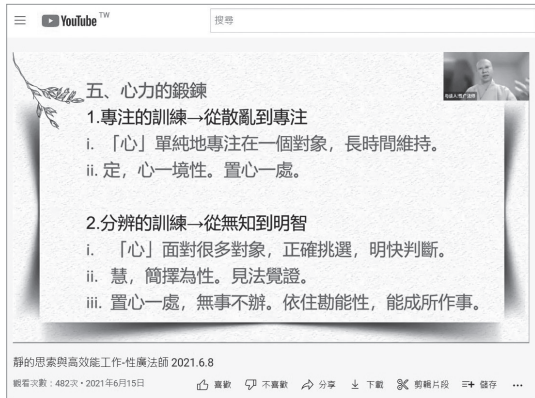 YouTube TW
搜尋
五、心力的鍛鍊
1.專注的訓練→從散亂到專注
i. 「心」單純地專注在一個對象，長時間維持。
ii. 定，心一境性。置心一處。
2.分辨的訓練→從無知到明智
i. 「心」面對很多對象，正確挑選，明快判斷。
ii. 慧，簡擇為性。見法覺證。
iii. 置心一處，無事不辦。依住勘能性，能成所作事。
靜的思索與高效能工作-性廣法師 2021.6.8
觀看次數：482次・2021年6月15日
喜歡 不喜歡 分享 下載 剪輯片段 儲存